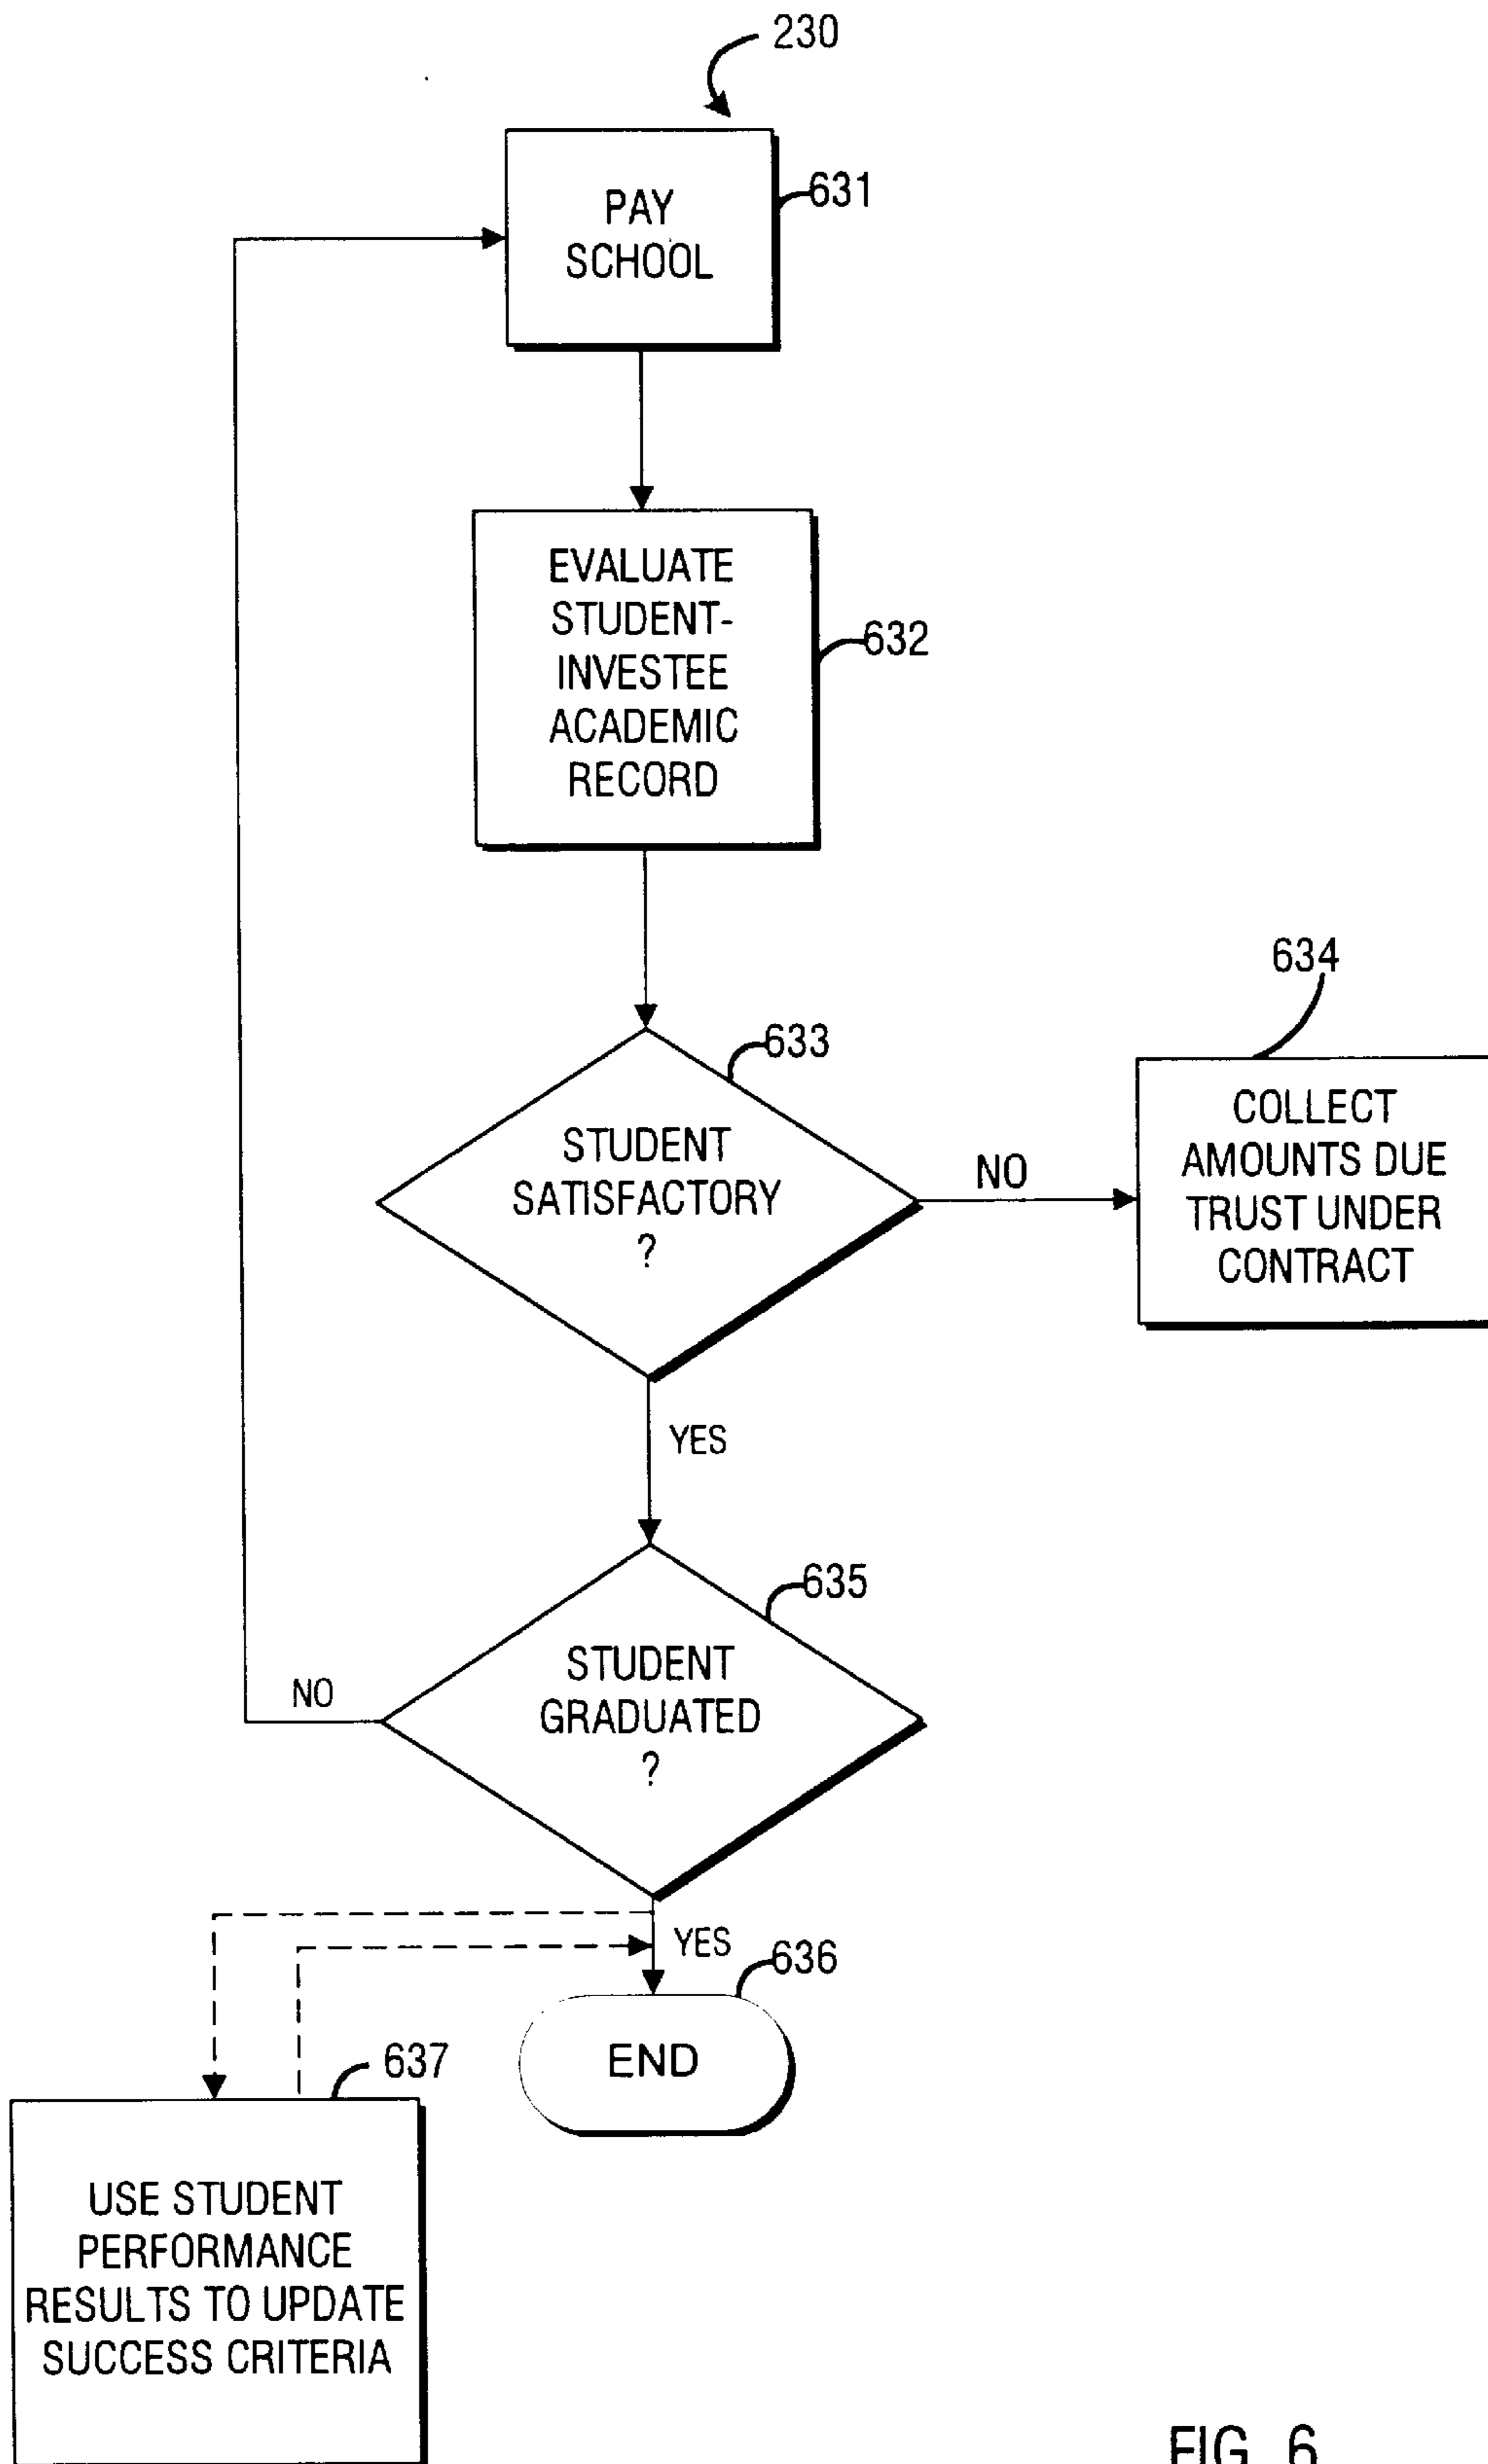 230
PAY
SCHOOL
631
EVALUATE
STUDENT-
INVESTEE
ACADEMIC
RECORD
632
633
STUDENT
SATISFACTORY
?
NO
634
COLLECT
AMOUNTS DUE
TRUST UNDER
CONTRACT
YES
635
STUDENT
GRADUATED
?
NO
YES
636
END
637
USE STUDENT
PERFORMANCE
RESULTS TO UPDATE
SUCCESS CRITERIA
FIG. 6